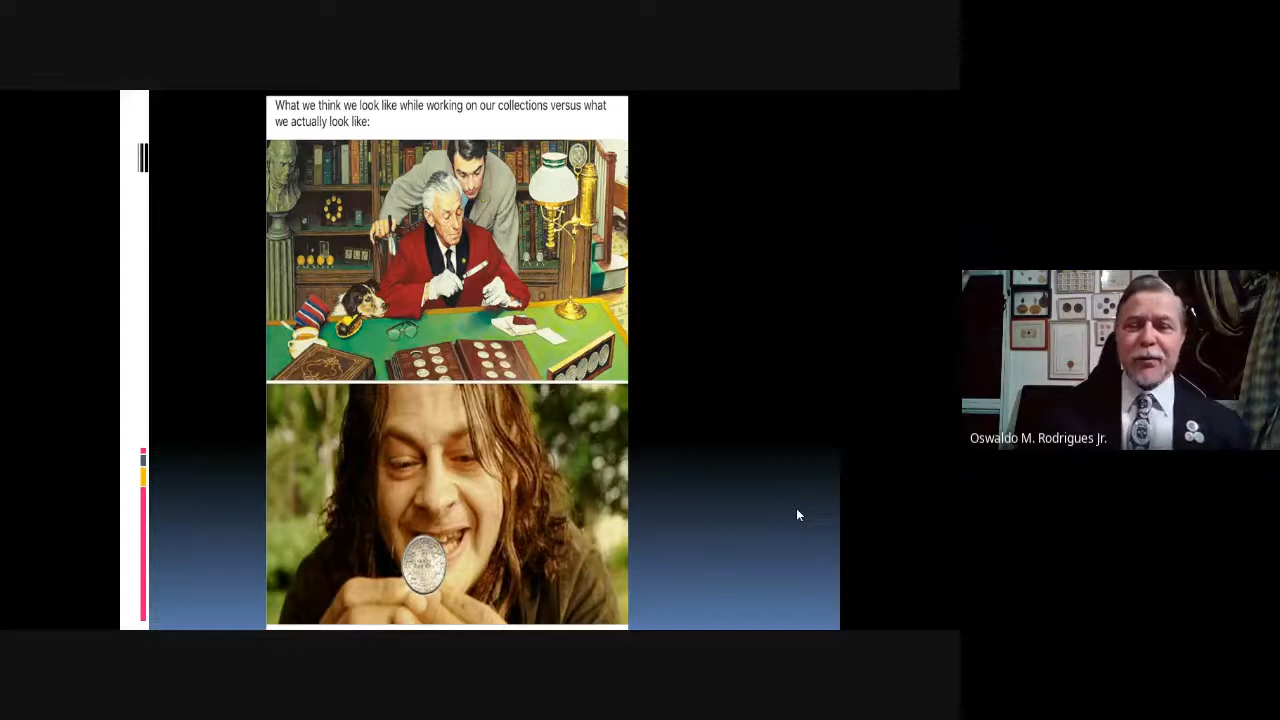 What we think we look like while working on our collections versus what
we actually look like:
Oswaldo M. Rodrigues Jr.